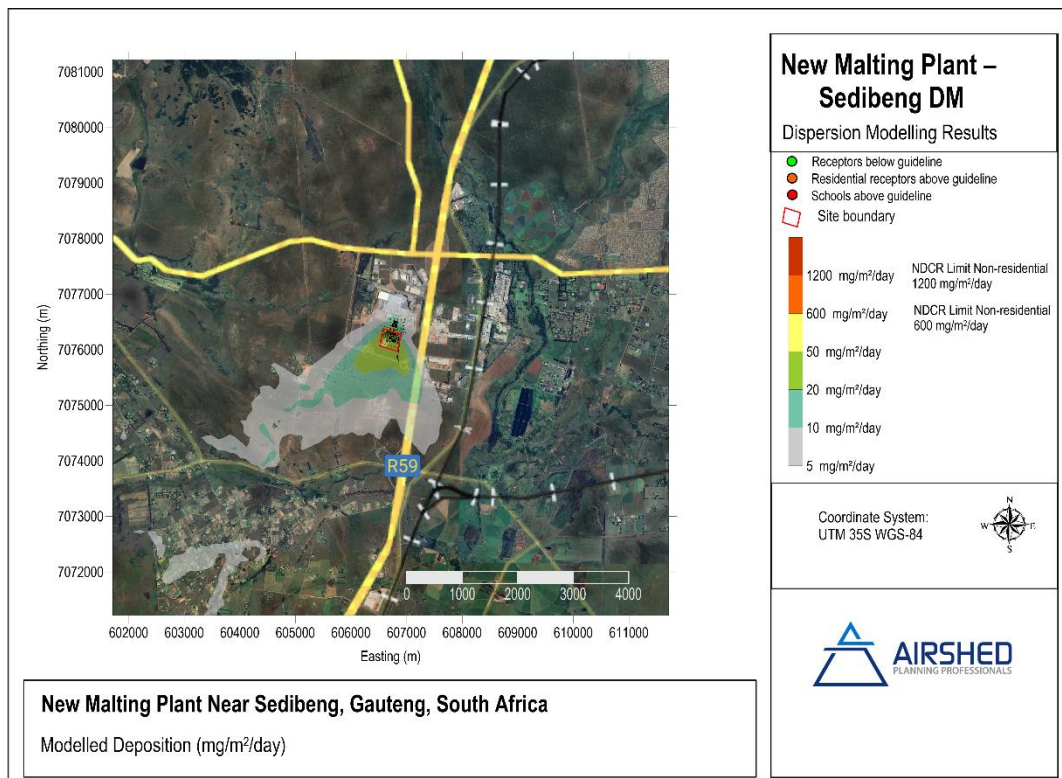 New Malting Plant –
Sedibeng DM
Dispersion Modelling Results
Receptors below guideline
Residential receptors above guideline
Schools above guideline
Site boundary
1200 mg/m²/day
NDCR Limit Non-residential
1200 mg/m²/day
600 mg/m²/day
NDCR Limit Non-residential
600 mg/m²/day
50 mg/m²/day
20 mg/m²/day
10 mg/m²/day
5 mg/m²/day
Coordinate System:
UTM 35S WGS-84
N
W E
S
AIRSHED
PLANNING PROFESSIONALS
7081000
7080000
7079000
7078000
7077000
7076000
7075000
7074000
7073000
7072000
Northing (m)
R59
0 1000 2000 3000 4000
602000 603000 604000 605000 606000 607000 608000 609000 610000 611000
Easting (m)
New Malting Plant Near Sedibeng, Gauteng, South Africa
Modelled Deposition (mg/m²/day)